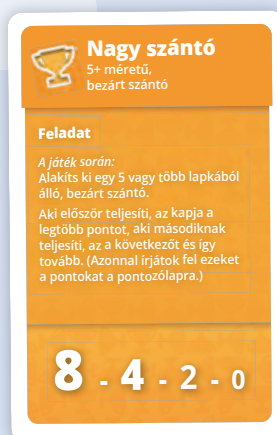 Nagy szántó
5+ méretű,
bezárt szántó
Feladat
A játék során:
Alakíts ki egy 5 vagy több lapkából
álló, bezárt szántót.
Aki először teljesíti, az kapja a
legtöbb pontot, aki másodiknak
teljesíti, az a következőt és így
tovább. (Azonnal írjátok fel ezeket
a pontokat a pontozólapra.)
8 - 4 - 2 - 0